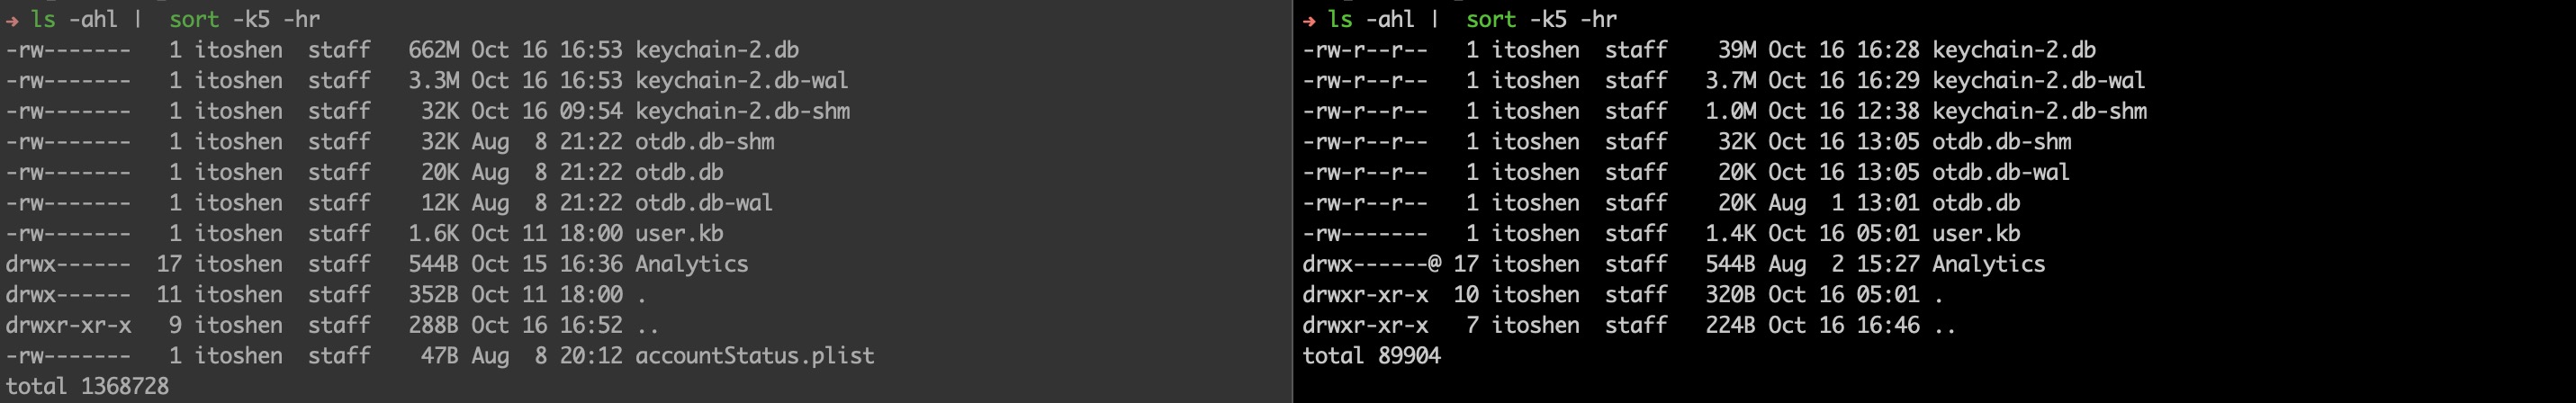 → ls -ahl |  sort -k5 -hr
-rw-------   1 itoshen  staff   662M Oct 16 16:53 keychain-2.db
-rw-------   1 itoshen  staff   3.3M Oct 16 16:53 keychain-2.db-wal
-rw-------   1 itoshen  staff    32K Oct 16 09:54 keychain-2.db-shm
-rw-------   1 itoshen  staff    32K Aug  8 21:22 otdb.db-shm
-rw-------   1 itoshen  staff    20K Aug  8 21:22 otdb.db
-rw-------   1 itoshen  staff    12K Aug  8 21:22 otdb.db-wal
-rw-------   1 itoshen  staff   1.6K Oct 11 18:00 user.kb
drwx------  17 itoshen  staff   544B Oct 15 16:36 Analytics
drwx------  11 itoshen  staff   352B Oct 11 18:00 .
drwxr-xr-x   9 itoshen  staff   288B Oct 16 16:52 ..
-rw-------   1 itoshen  staff    47B Aug  8 20:12 accountStatus.plist
total 1368728
→ ls -ahl |  sort -k5 -hr
-rw-r--r--   1 itoshen  staff    39M Oct 16 16:28 keychain-2.db
-rw-r--r--   1 itoshen  staff   3.7M Oct 16 16:29 keychain-2.db-wal
-rw-r--r--   1 itoshen  staff   1.0M Oct 16 12:38 keychain-2.db-shm
-rw-r--r--   1 itoshen  staff    32K Oct 16 13:05 otdb.db-shm
-rw-r--r--   1 itoshen  staff    20K Oct 16 13:05 otdb.db-wal
-rw-r--r--   1 itoshen  staff    20K Aug  1 13:01 otdb.db
-rw-------   1 itoshen  staff   1.4K Oct 16 05:01 user.kb
drwx------@ 17 itoshen  staff   544B Aug  2 15:27 Analytics
drwxr-xr-x  10 itoshen  staff   320B Oct 16 05:01 .
drwxr-xr-x   7 itoshen  staff   224B Oct 16 16:46 ..
total 89904